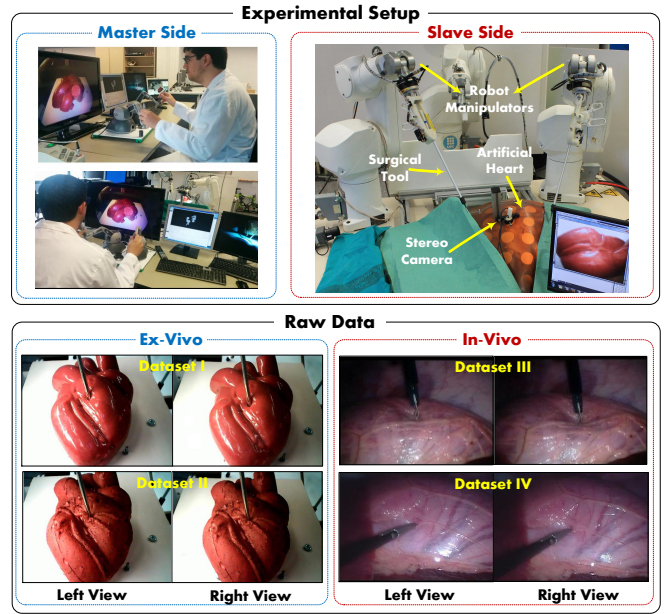 Experimental Setup
Master Side
Slave Side
Robot
Manipulators
Surgical
Tool
Artificial
Heart
Stereo
Camera
Raw Data
Ex-Vivo
In-Vivo
Dataset I
Dataset III
Dataset II
Dataset IV
Left View
Right View
Left View
Right View